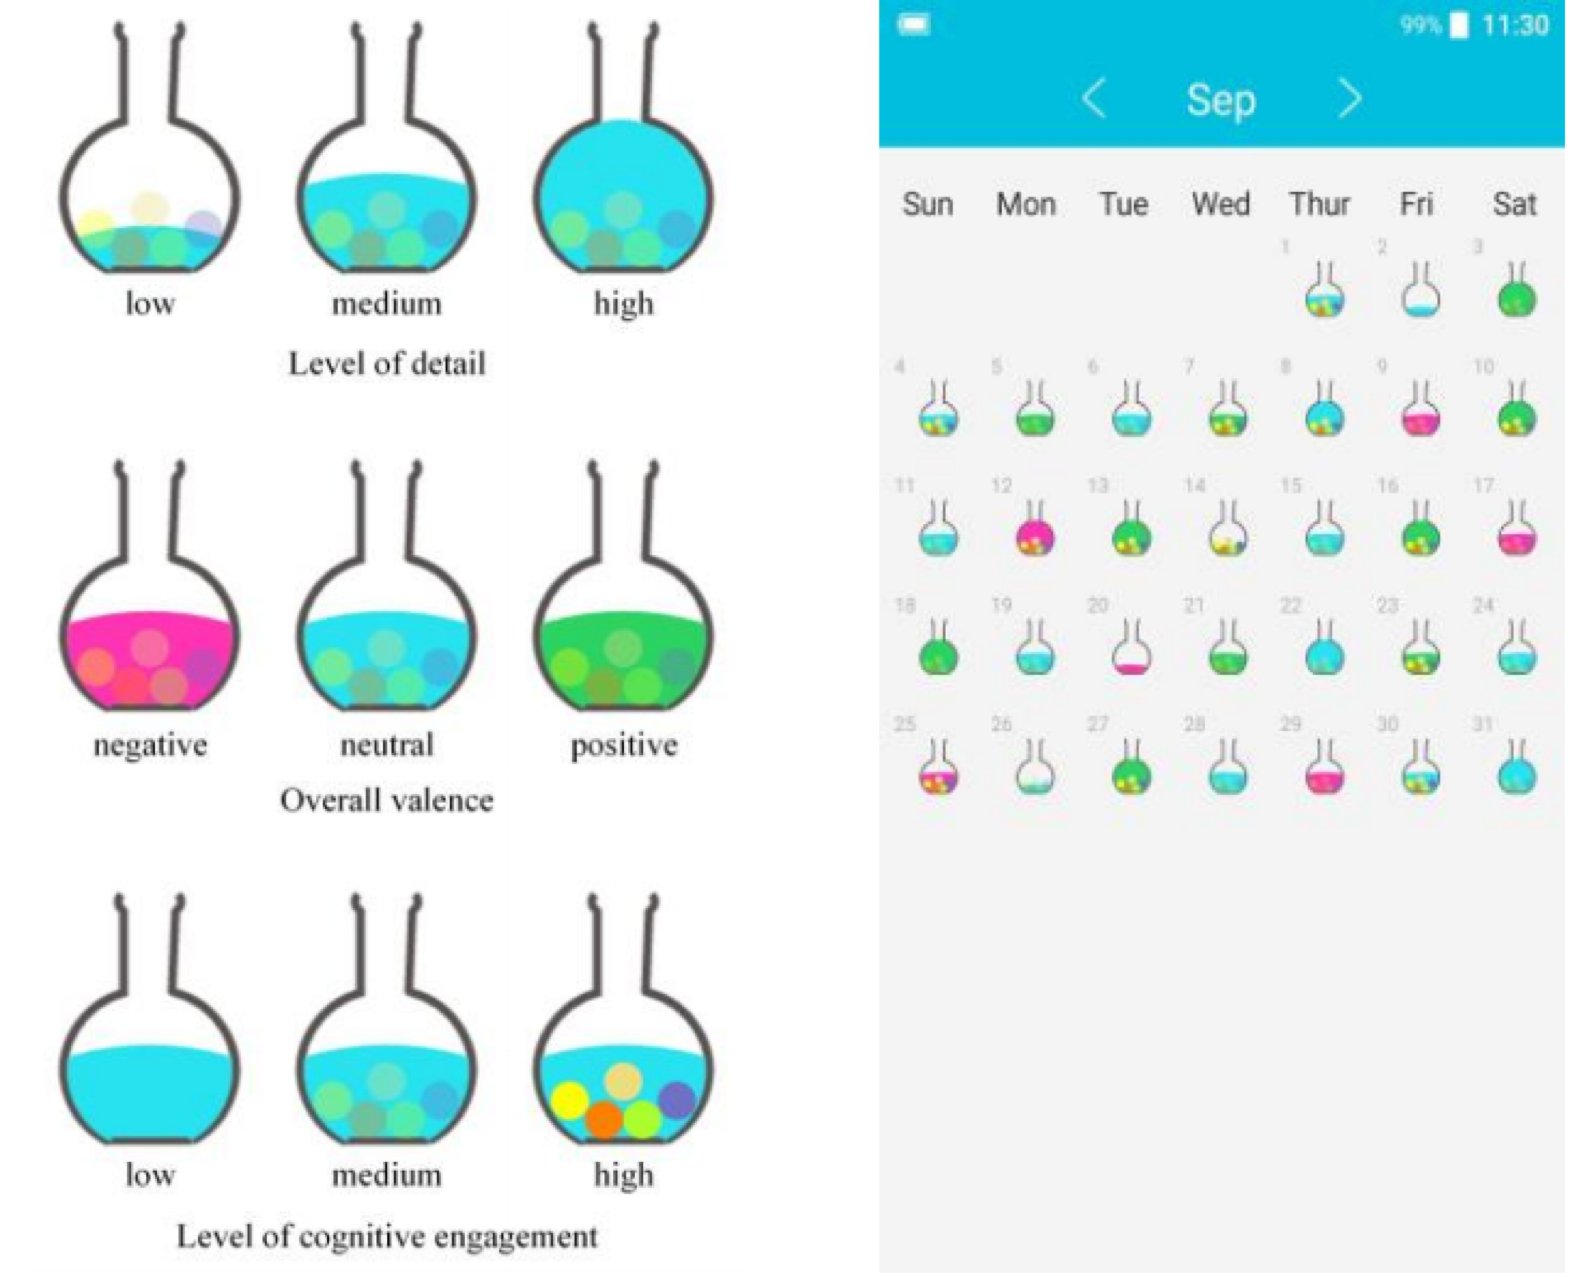 low medium high
Level of detail
negative neutral positive
Overall valence
low medium high
Level of cognitive engagement
99% 11:30
< Sep >
Sun Mon Tue Wed Thur Fri Sat
1 2 3
4 5 6 7 8 9 10
11 12 13 14 15 16 17
18 19 20 21 22 23 24
25 26 27 28 29 30 31